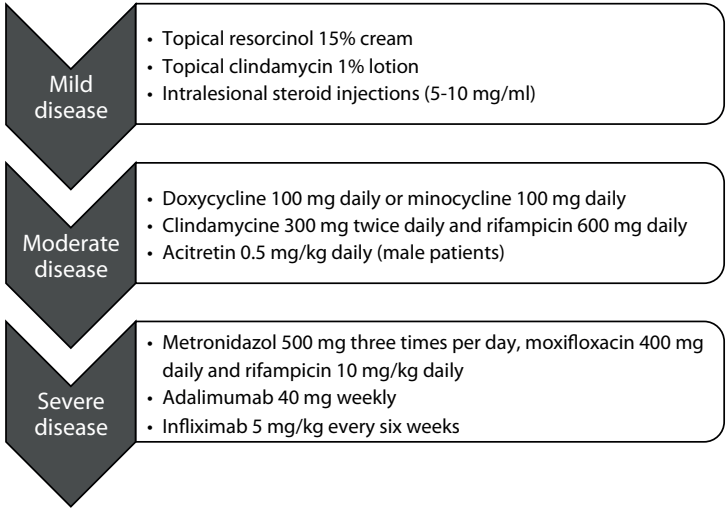 Mild
disease
• Topical resorcinol 15% cream
• Topical clindamycin 1% lotion
• Intralesional steroid injections (5-10 mg/ml)
Moderate
disease
• Doxycycline 100 mg daily or minocycline 100 mg daily
• Clindamycine 300 mg twice daily and rifampicin 600 mg daily
• Acitretin 0.5 mg/kg daily (male patients)
Severe
disease
• Metronidazol 500 mg three times per day, moxifloxacin 400 mg
daily and rifampicin 10 mg/kg daily
• Adalimumab 40 mg weekly
• Infliximab 5 mg/kg every six weeks